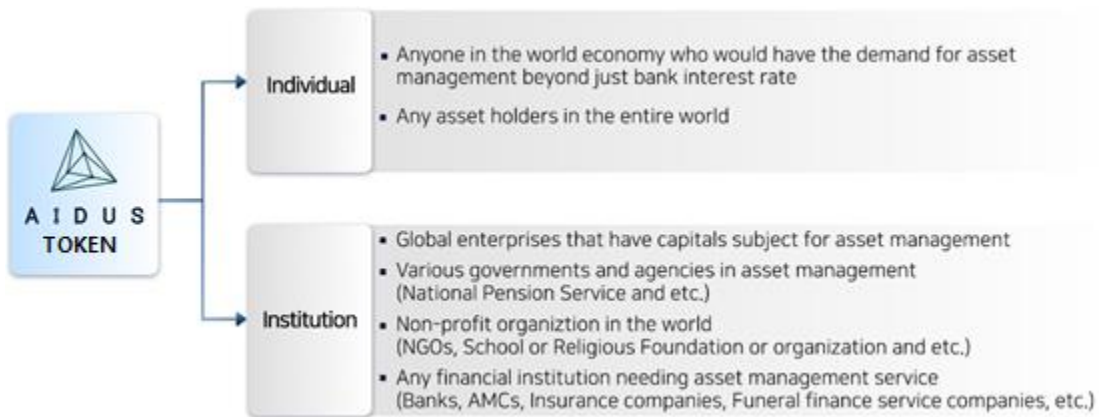 AIDUS
TOKEN
Individual
▪ Anyone in the world economy who would have the demand for asset
management beyond just bank interest rate
▪ Any asset holders in the entire world
Institution
▪ Global enterprises that have capitals subject for asset management
▪ Various governments and agencies in asset management
(National Pension Service and etc.)
▪ Non-profit organiztion in the world
(NGOs, School or Religious Foundation or organization and etc.)
▪ Any financial institution needing asset management service
(Banks, AMCs, Insurance companies, Funeral finance service companies, etc.)